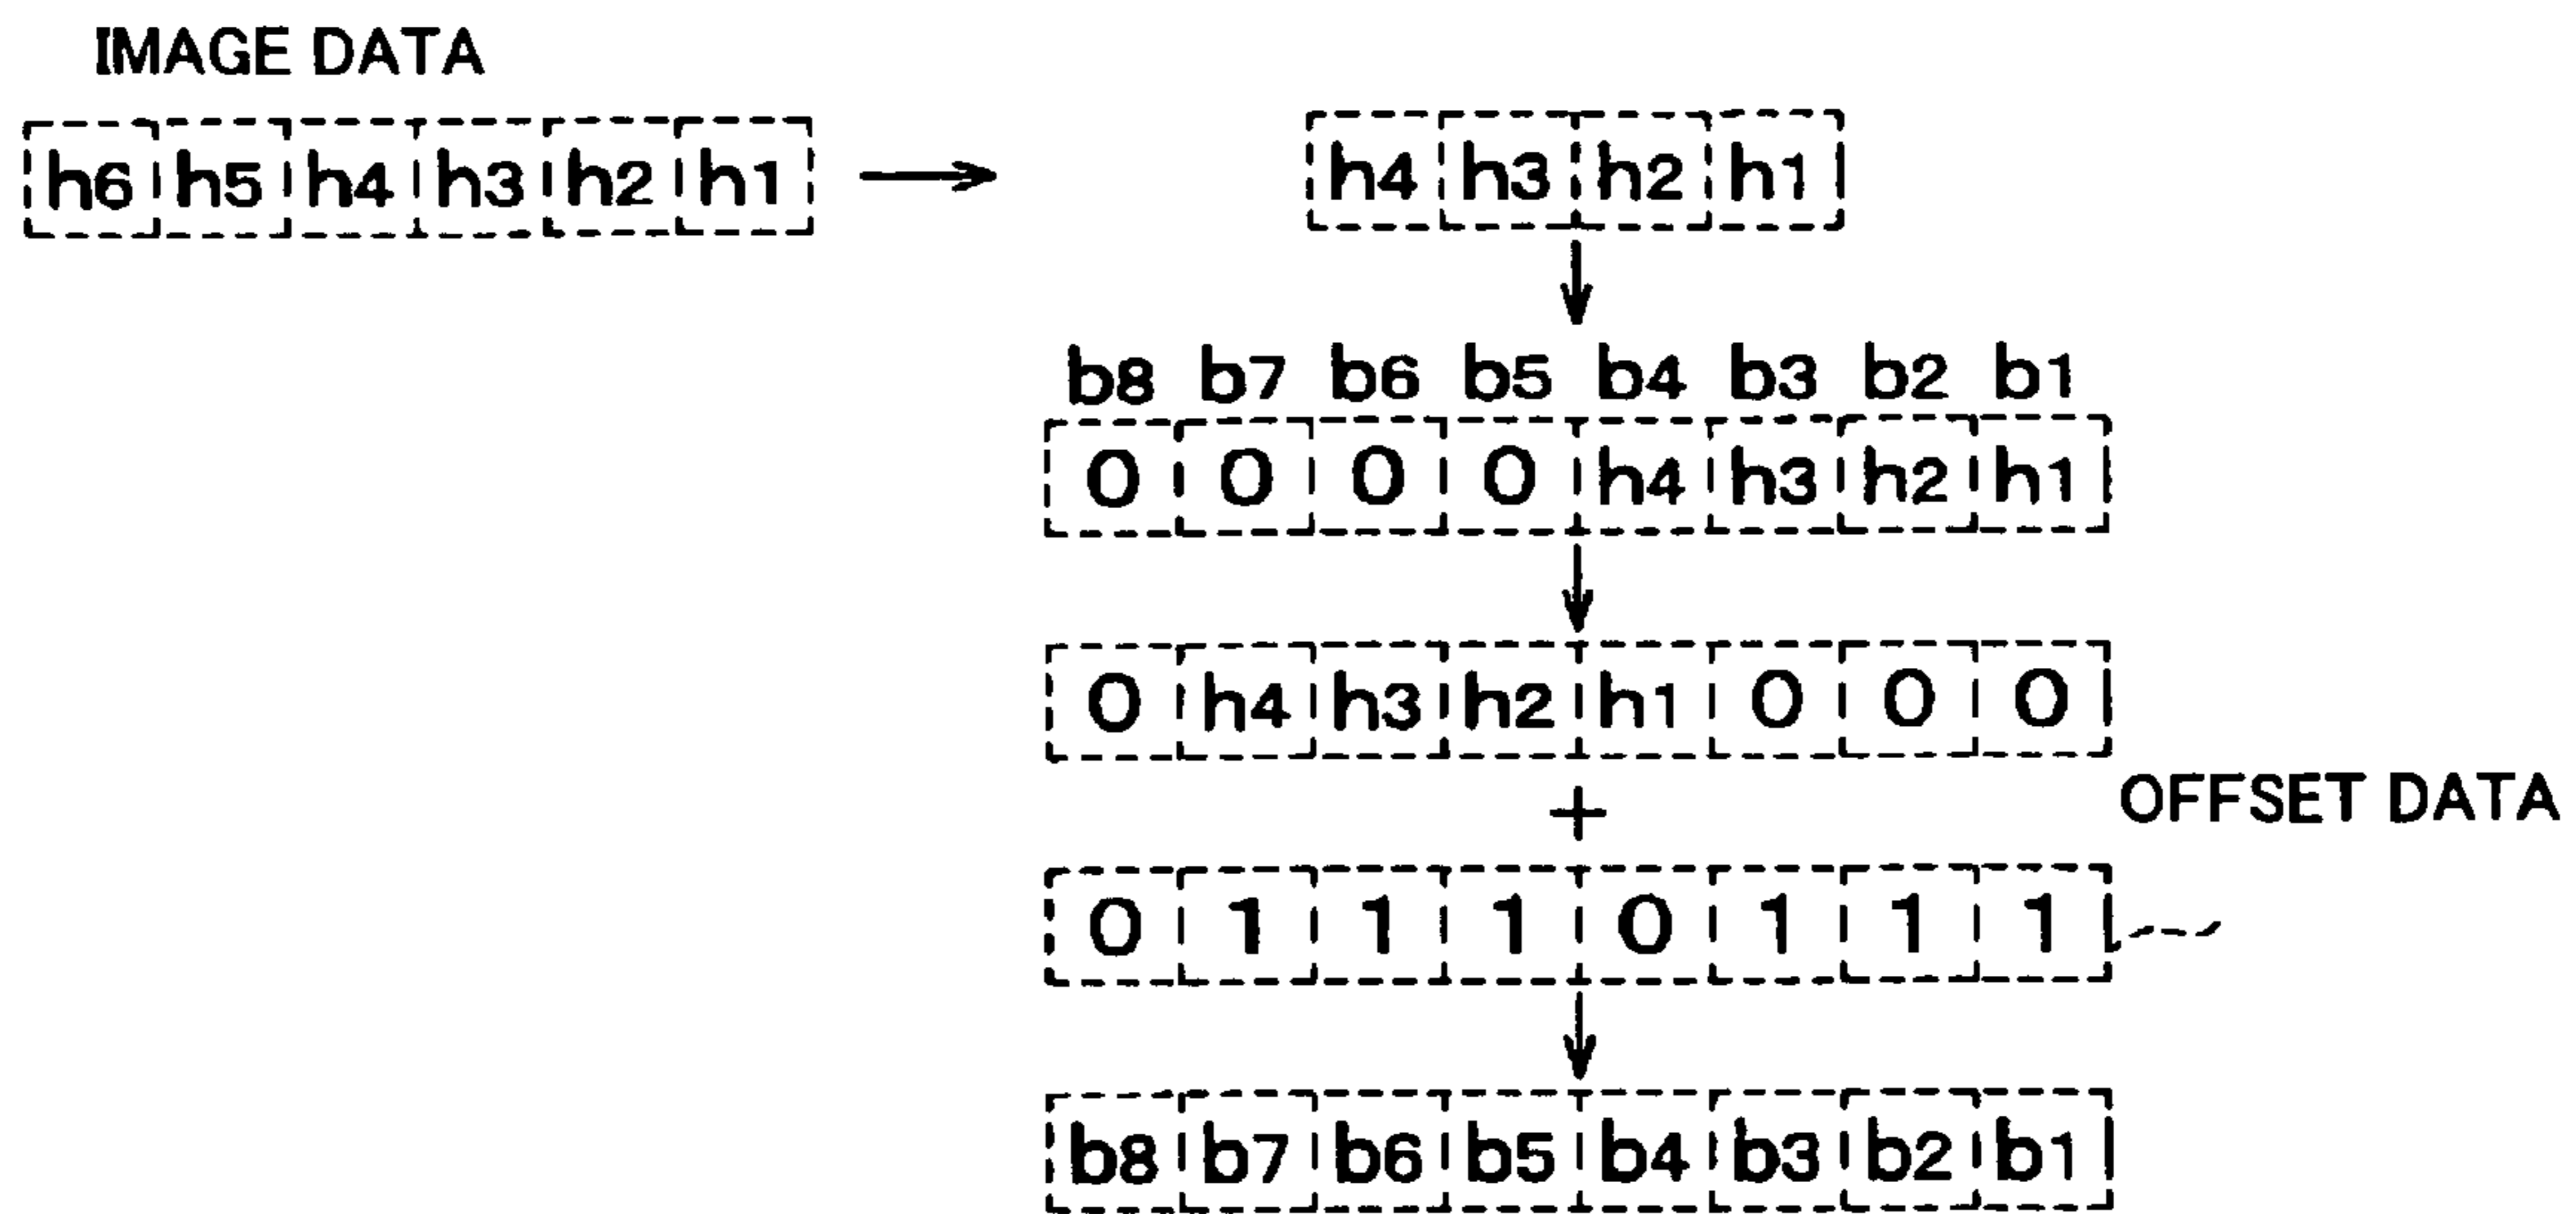 IMAGE DATA
h6 h5 h4 h3 h2 h1
h4 h3 h2 h1
b8 b7 b6 b5 b4 b3 b2 b1
0 0 0 0 h4 h3 h2 h1
0 h4 h3 h2 h1 0 0 0
+
OFFSET DATA
0 1 1 1 0 1 1 1
b8 b7 b6 b5 b4 b3 b2 b1